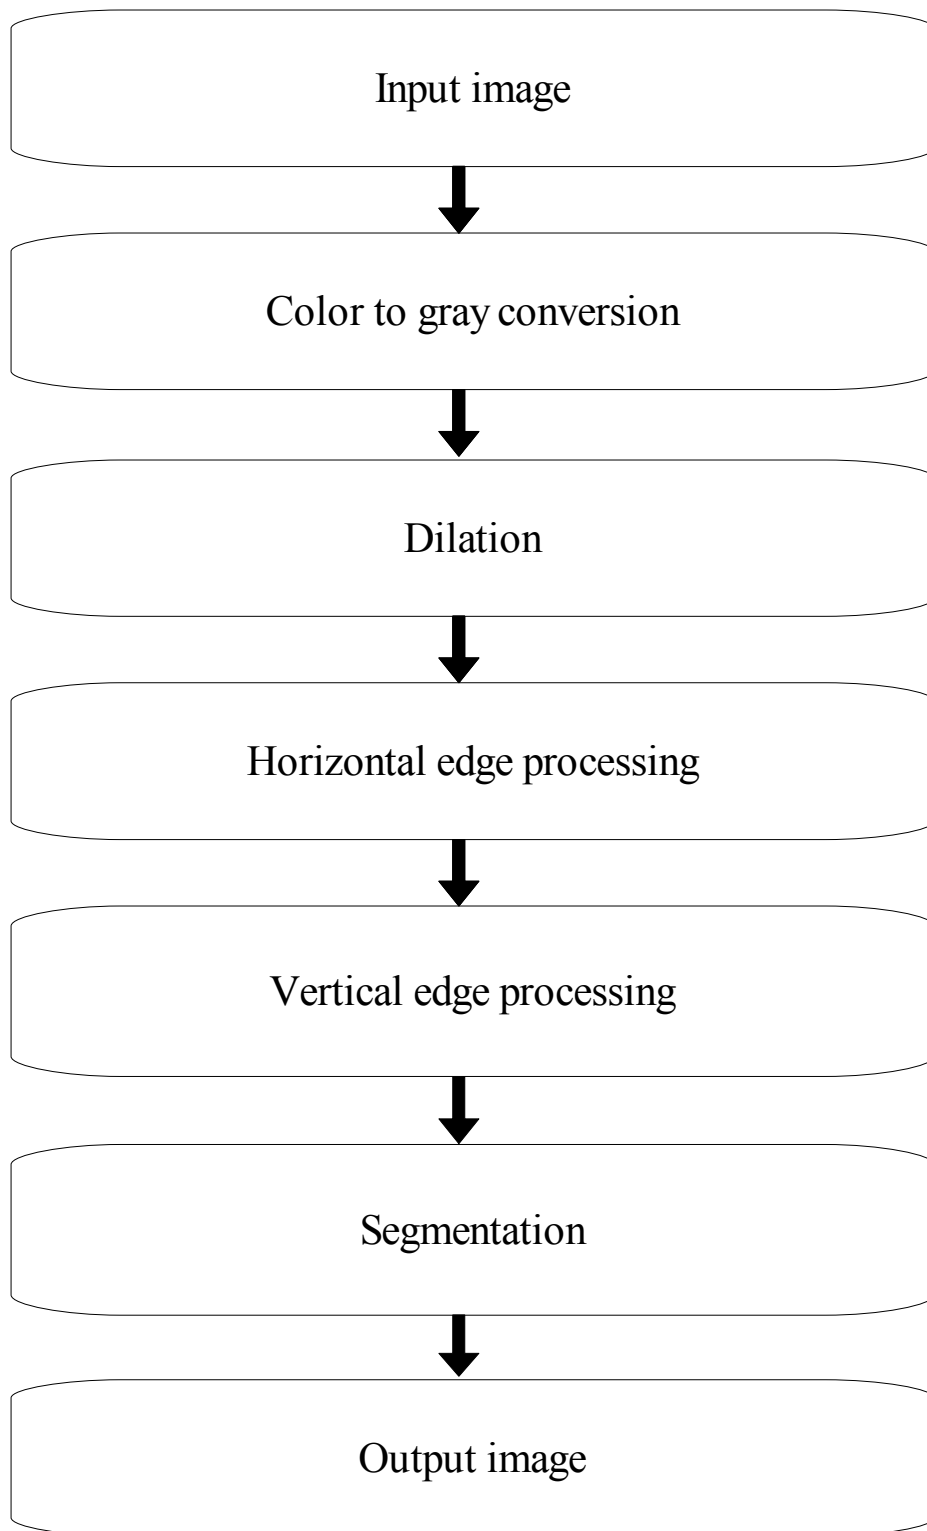 Input image
Color to gray conversion
Dilation
Horizontal edge processing
Vertical edge processing
Segmentation
Output image